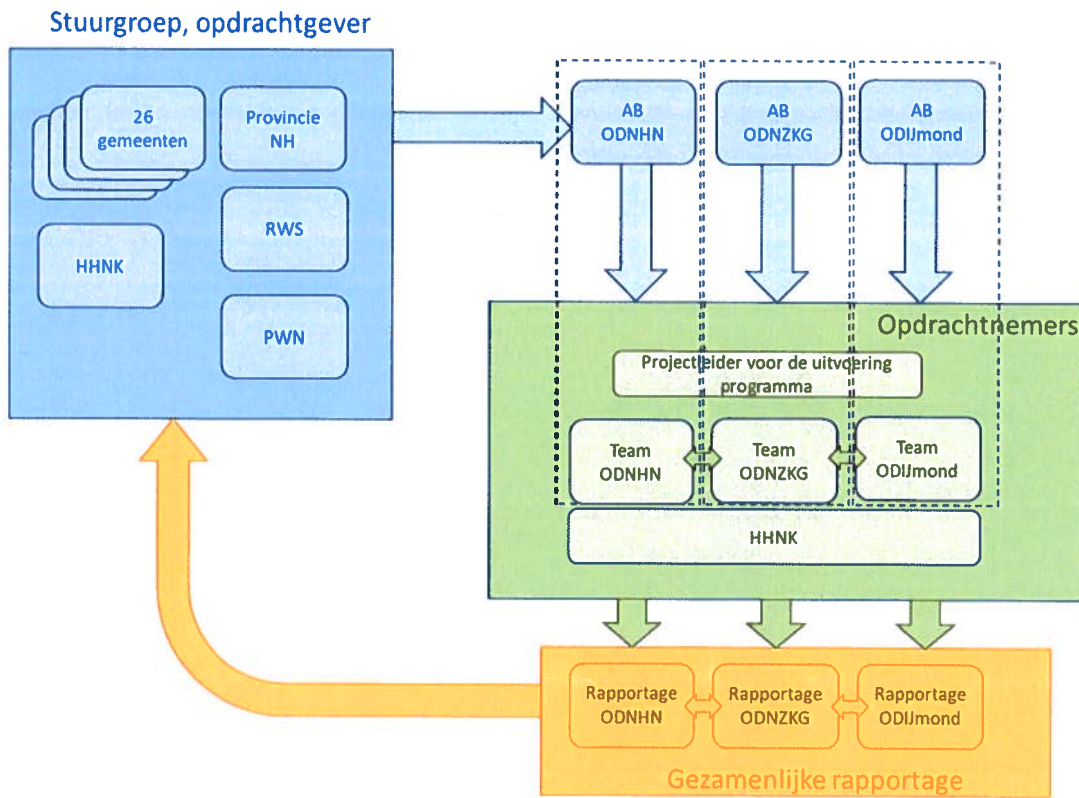 Stuurgroep, opdrachtgever
26
gemeenten
Provincie
NH
RWS
HHNK
PWN
AB
ODNHN
AB
ODNZKG
AB
ODIJmond
Opdrachtnemers
Projectleider voor de uitvoering
programma
Team
ODNHN
Team
ODNZKG
Team
ODIJmond
HHNK
Rapportage
ODNHN
Rapportage
ODNZKG
Rapportage
ODIJmond
Gezamenlijke rapportage